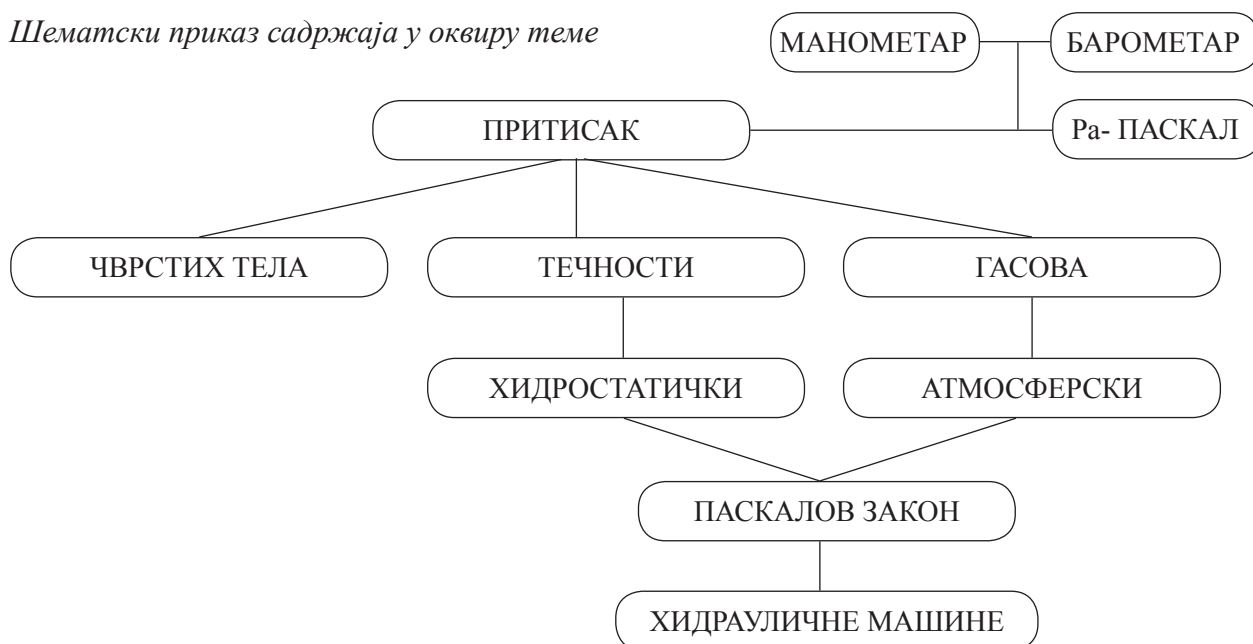 Шематски приказ садржаја у оквиру теме
МАНОМЕТАР
БАРОМЕТАР
ПРИТИСАК
Pa- ПАСКАЛ
ЧВРСТИХ ТЕЛА
ТЕЧНОСТИ
ГАСОВА
ХИДРОСТАТИЧКИ
АТМОСФЕРСКИ
ПАСКАЛОВ ЗАКОН
ХИДРАУЛИЧНЕ МАШИНЕ